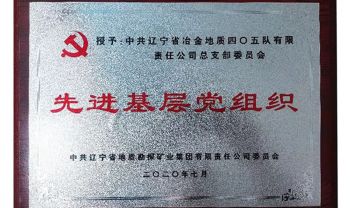 授予:中共辽宁省冶金地质四〇五队有限
责任公司总支部委员会
先进基层党组织
中共辽宁省地质勘探矿业集团有限责任公司委员会
二〇二〇年七月